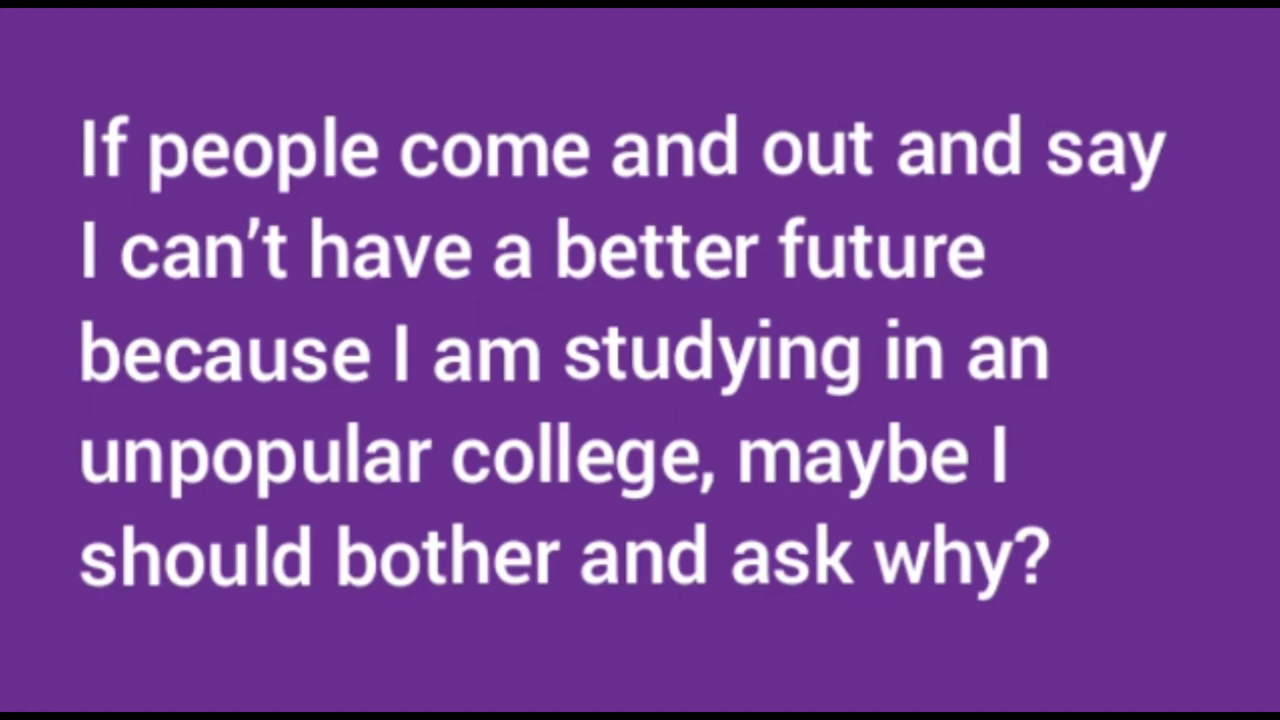 If people come and out and say
I can’t have a better future
because I am studying in an
unpopular college, maybe I
should bother and ask why?